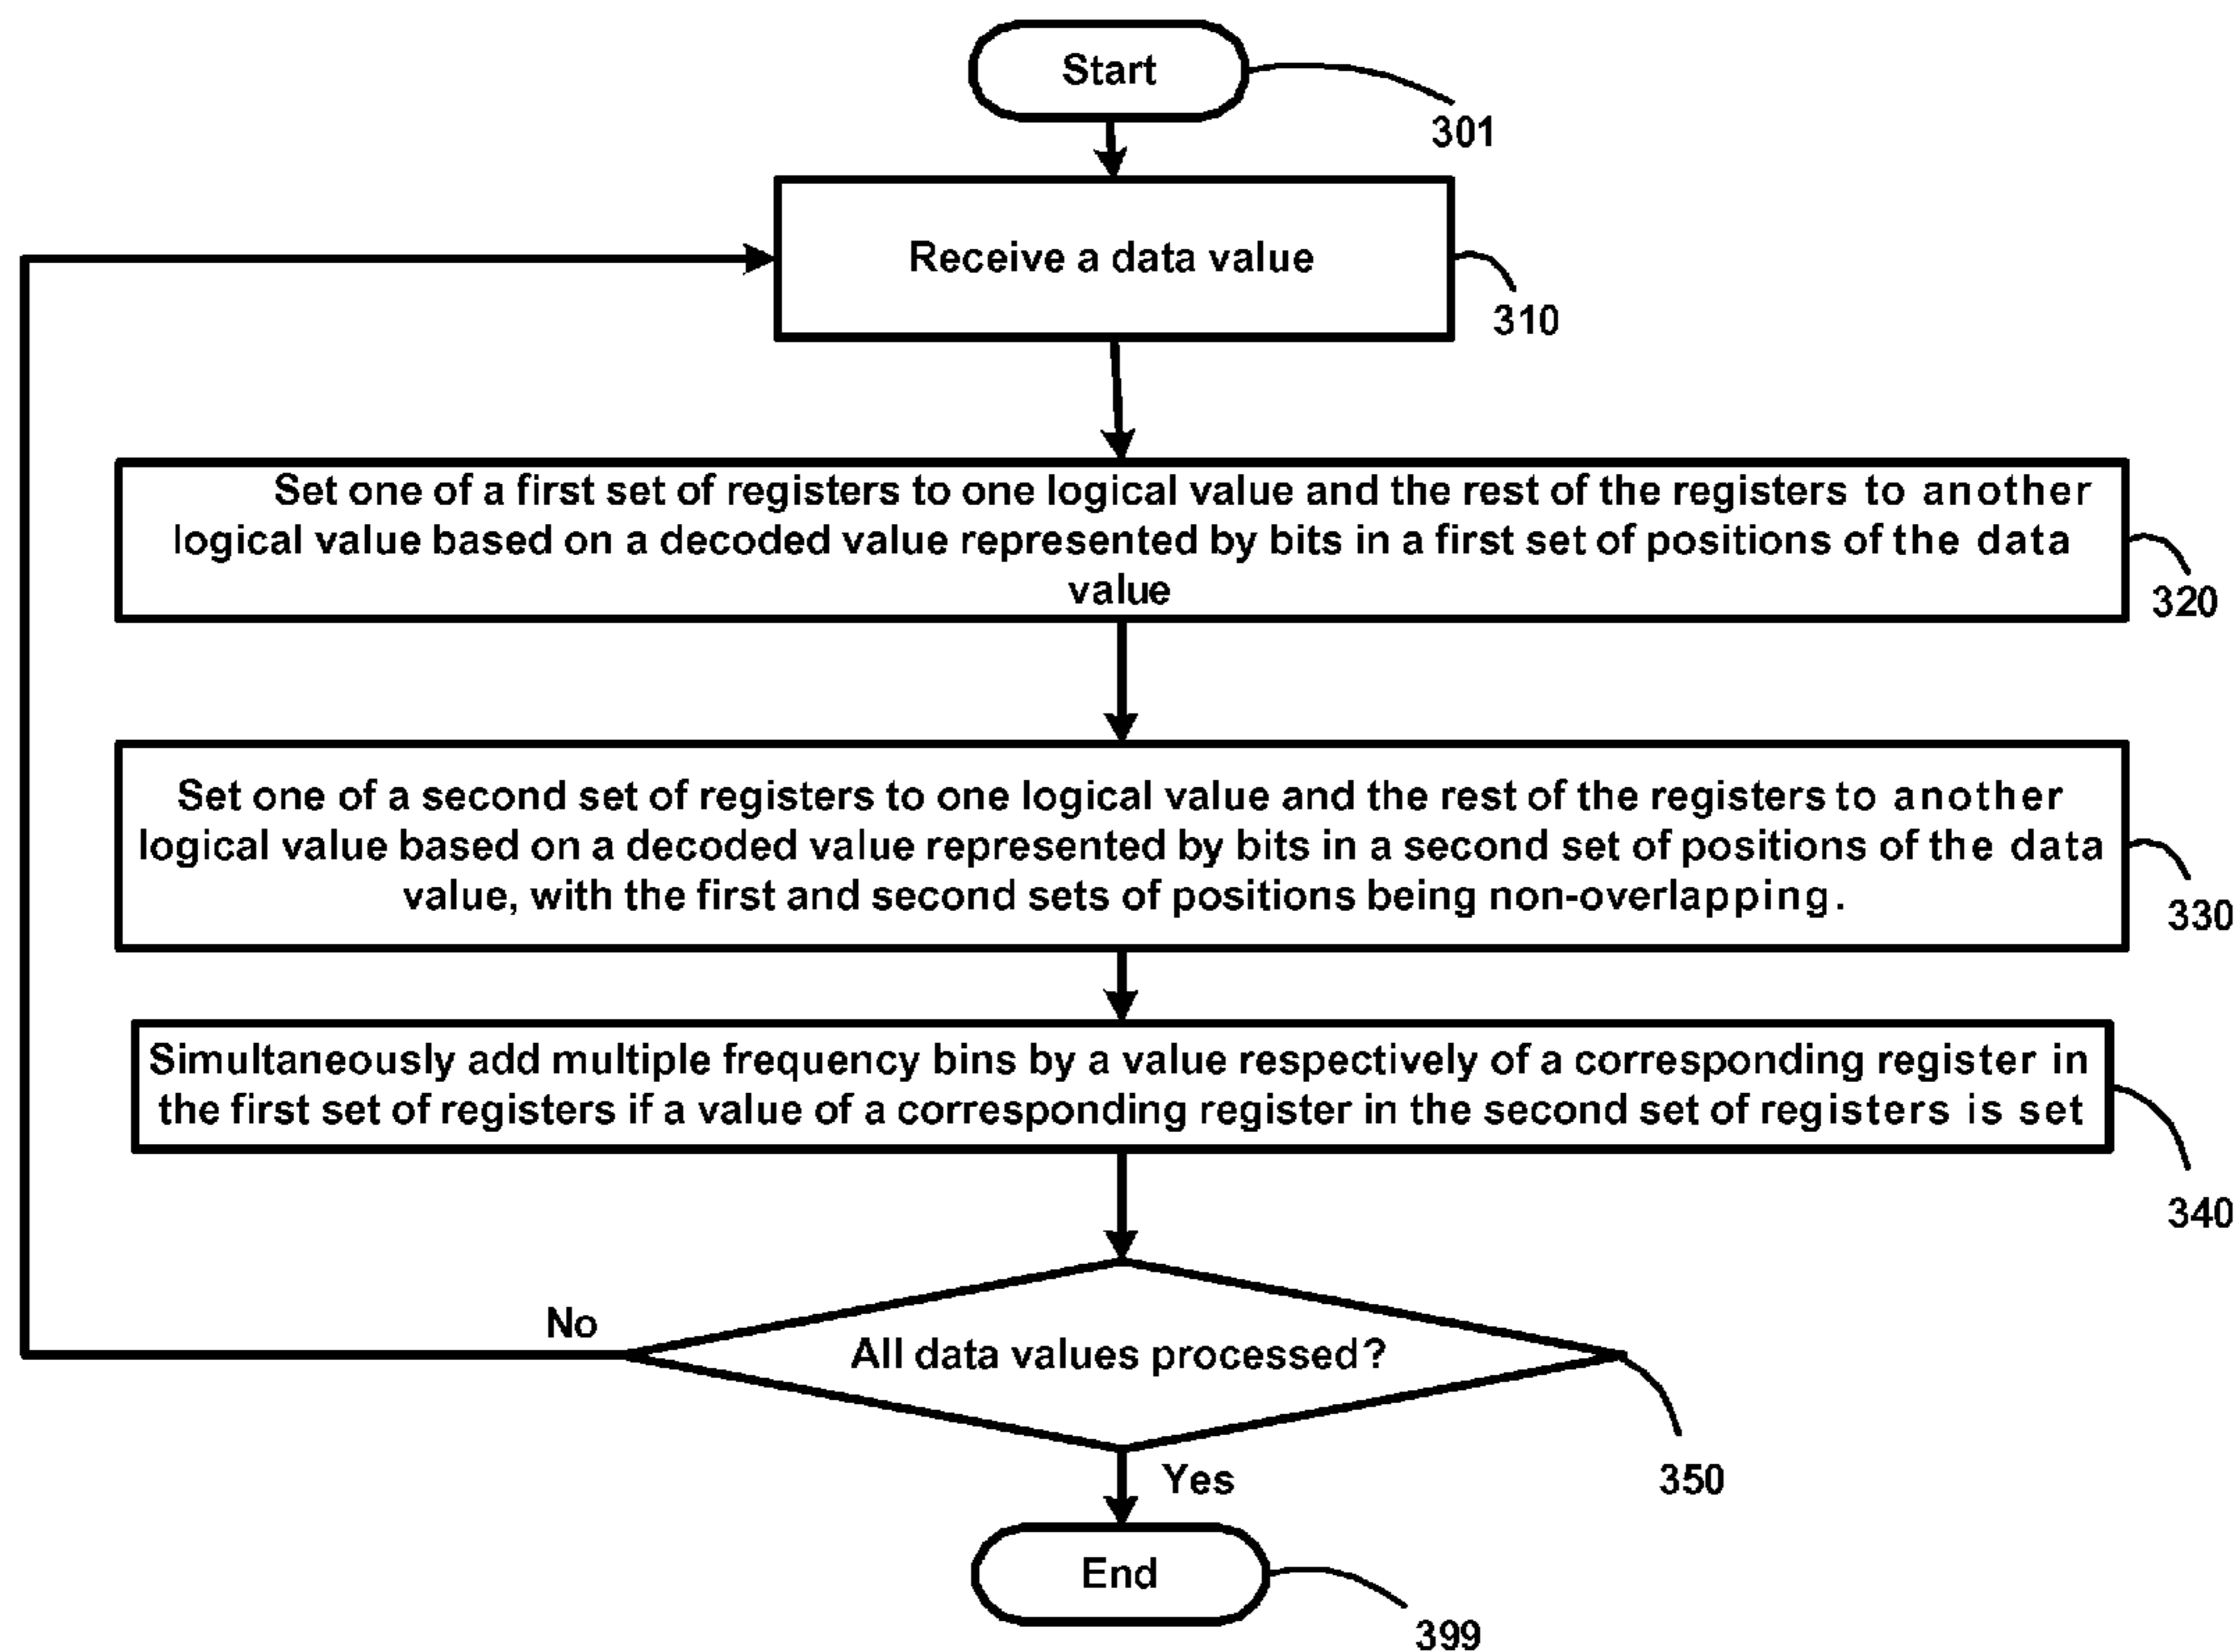 Start
301
Receive a data value
310
Set one of a first set of registers to one logical value and the rest of the registers to another
logical value based on a decoded value represented by bits in a first set of positions of the data
value
320
Set one of a second set of registers to one logical value and the rest of the registers to another
logical value based on a decoded value represented by bits in a second set of positions of the data
value, with the first and second sets of positions being non-overlapping.
330
Simultaneously add multiple frequency bins by a value respectively of a corresponding register in
the first set of registers if a value of a corresponding register in the second set of registers is set
340
No
All data values processed?
350
Yes
End
399